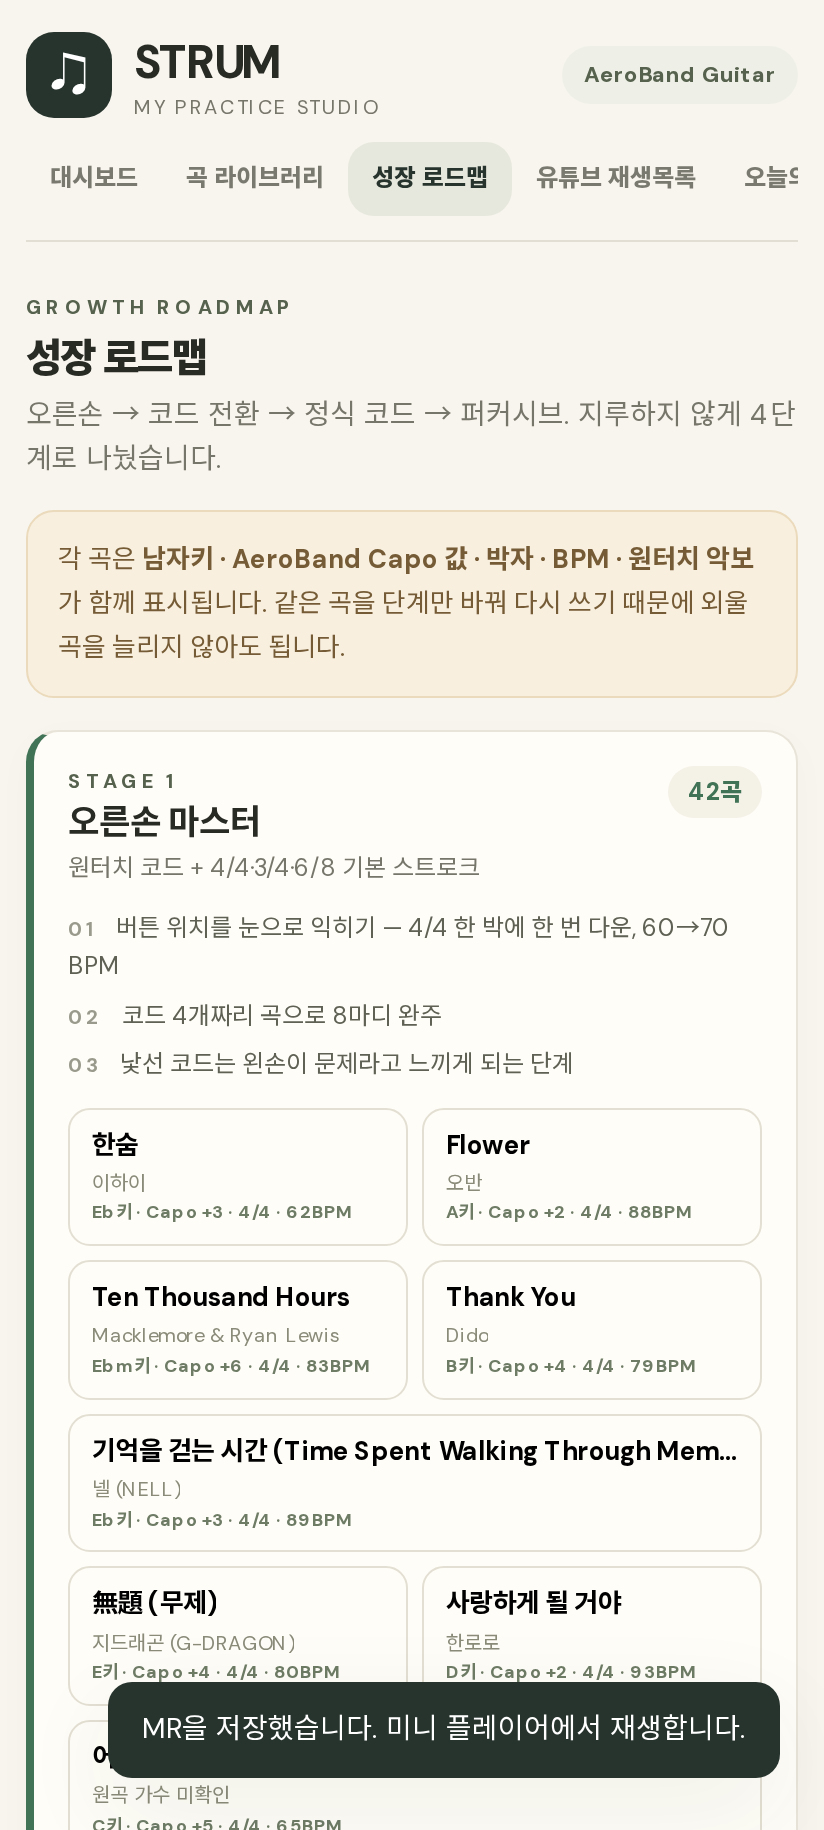 STRUM
MY PRACTICE STUDIO
AeroBand Guitar
대시보드 곡 라이브러리 성장 로드맵 유튜브 재생목록
GROWTH ROADMAP
성장 로드맵
오른손 → 코드 전환 → 정식 코드 → 퍼커시브. 지루하지 않게 4단
계로 나눴습니다.
각 곡은 남자키 · AeroBand Capo 값 · 박자 · BPM · 원터치 악보
가 함께 표시됩니다. 같은 곡을 단계만 바꿔 다시 쓰기 때문에 외울
곡을 늘리지 않아도 됩니다.
STAGE 1
42곡
오른손 마스터
원터치 코드 + 4/4·3/4·6/8 기본 스트로크
01 버튼 위치를 눈으로 익히기 — 4/4 한 박에 한 번 다운, 60→70
BPM
02 코드 4개짜리 곡으로 8마디 완주
03 낯선 코드는 왼손이 문제라고 느끼게 되는 단계
한숨
이하이
Eb키 · Capo +3 · 4/4 · 62BPM
Flower
오반
A키 · Capo +2 · 4/4 · 88BPM
Ten Thousand Hours
Macklemore & Ryan Lewis
Ebm키 · Capo +6 · 4/4 · 83BPM
Thank You
Dido
B키 · Capo +4 · 4/4 · 79BPM
기억을 걷는 시간 (Time Spent Walking Through Mem...
넬 (NELL)
Eb키 · Capo +3 · 4/4 · 89BPM
無題 (무제)
지드래곤 (G-DRAGON)
E키 · Capo +4 · 4/4 · 80BPM
사랑하게 될 거야
한로로
D키 · Capo +2 · 4/4 · 93BPM
MR을 저장했습니다. 미니 플레이어에서 재생합니다.
원곡 가수 미확인
C키 · Capo +5 · 4/4 · 65BPM